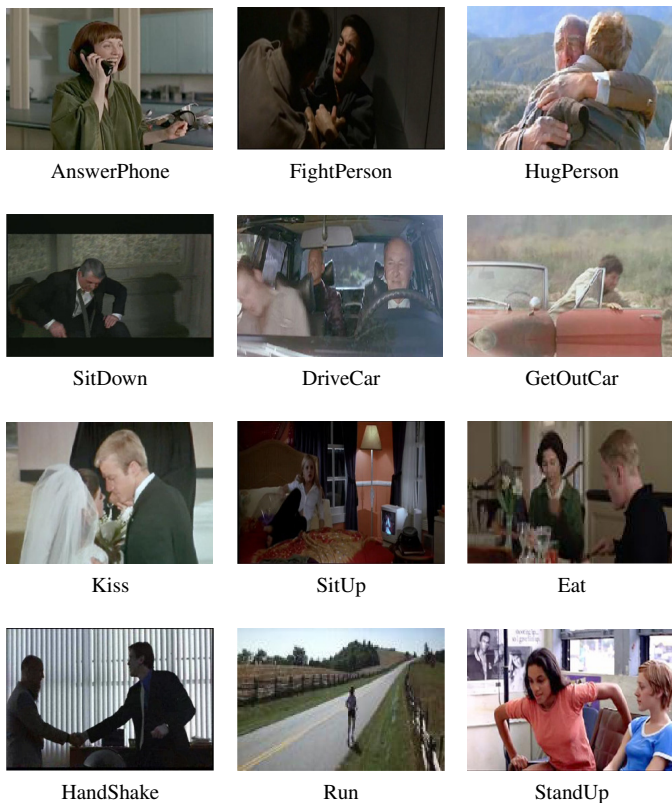 AnswerPhone
FightPerson
HugPerson
SitDown
DriveCar
GetOutCar
Kiss
SitUp
Eat
HandShake
Run
StandUp